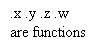 .x .y .z .w
are functions